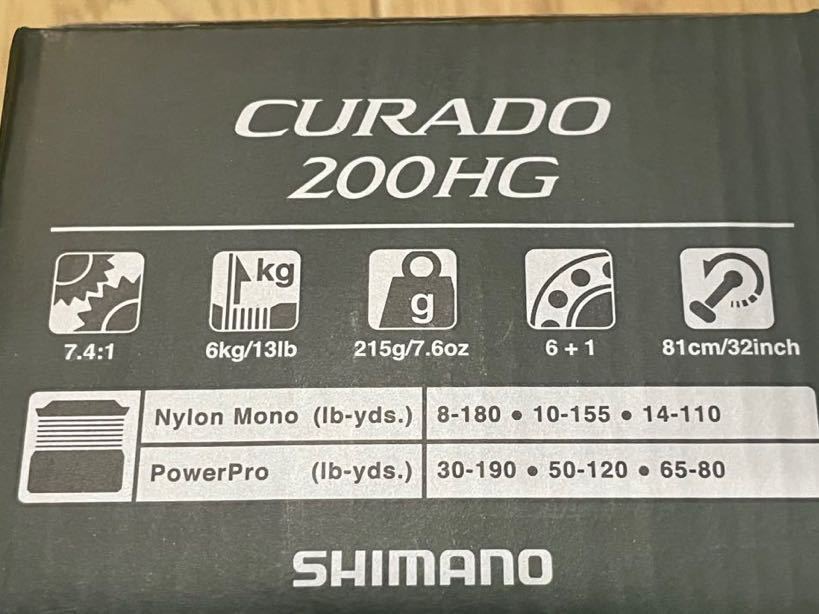 CURADO
200HG
kg
g
7.4:1 6kg/13lb 215g/7.6oz 6 + 1 81cm/32inch
Nylon Mono (lb-yds.) 8-180 ● 10-155 ● 14-110
PowerPro (lb-yds.) 30-190 ● 50-120 ● 65-80
SHIMANO